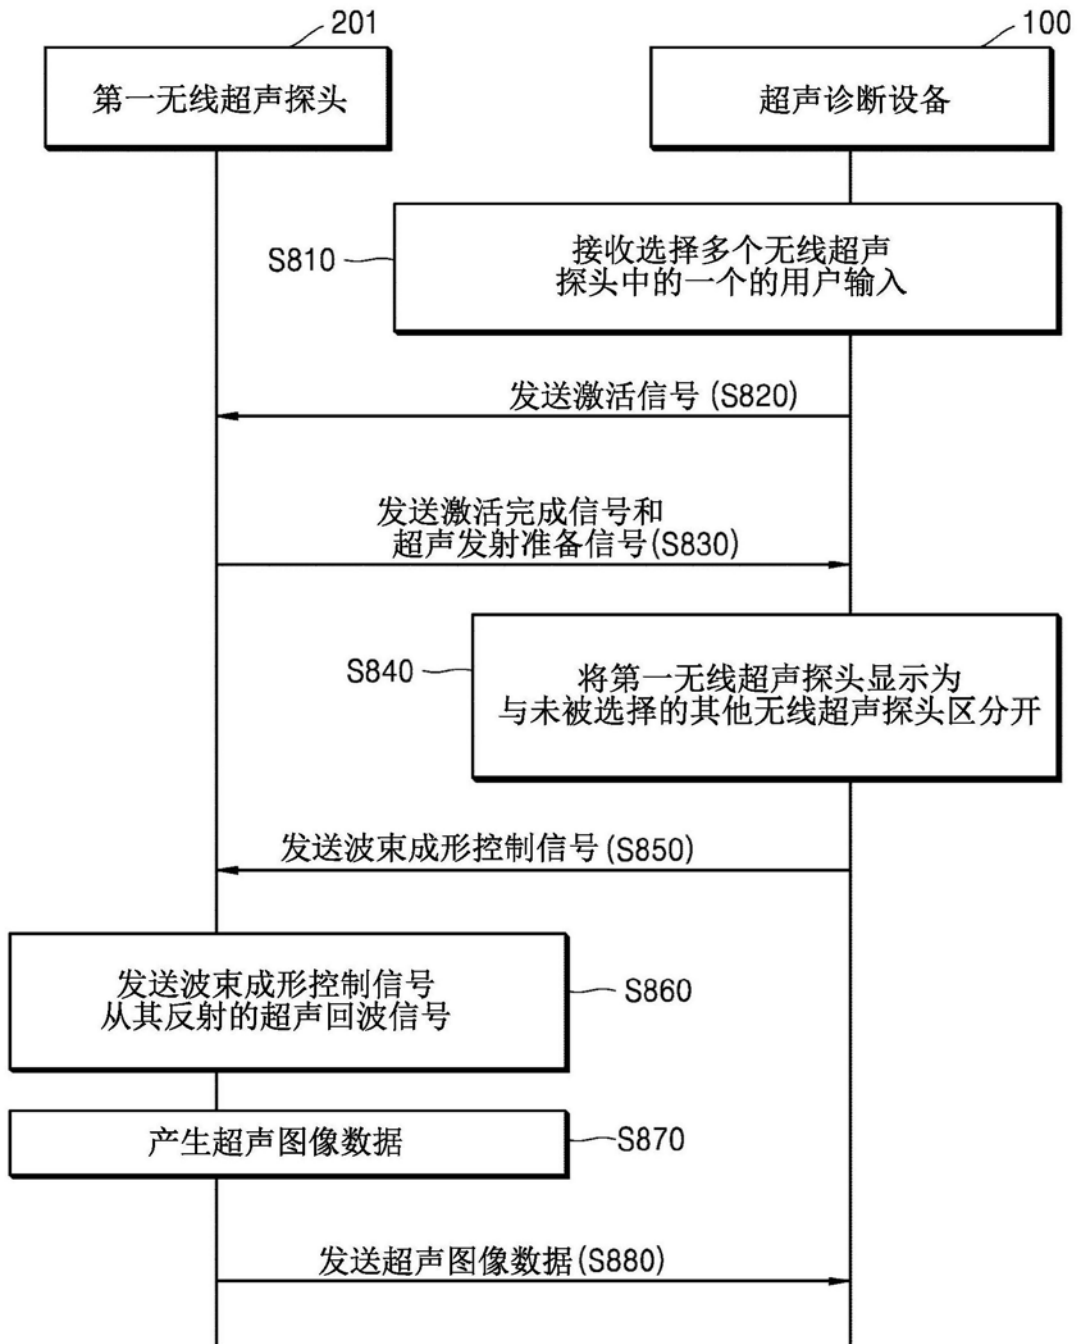 201
100
第一无线超声探头
超声诊断设备
S810
接收选择多个无线超声
探头中的一个的用户输入
发送激活信号 (S820)
发送激活完成信号和
超声发射准备信号(S830)
S840
将第一无线超声探头显示为
与未被选择的其他无线超声探头区分开
发送波束成形控制信号(S850)
发送波束成形控制信号
从其反射的超声回波信号
S860
产生超声图像数据
S870
发送超声图像数据(S880)